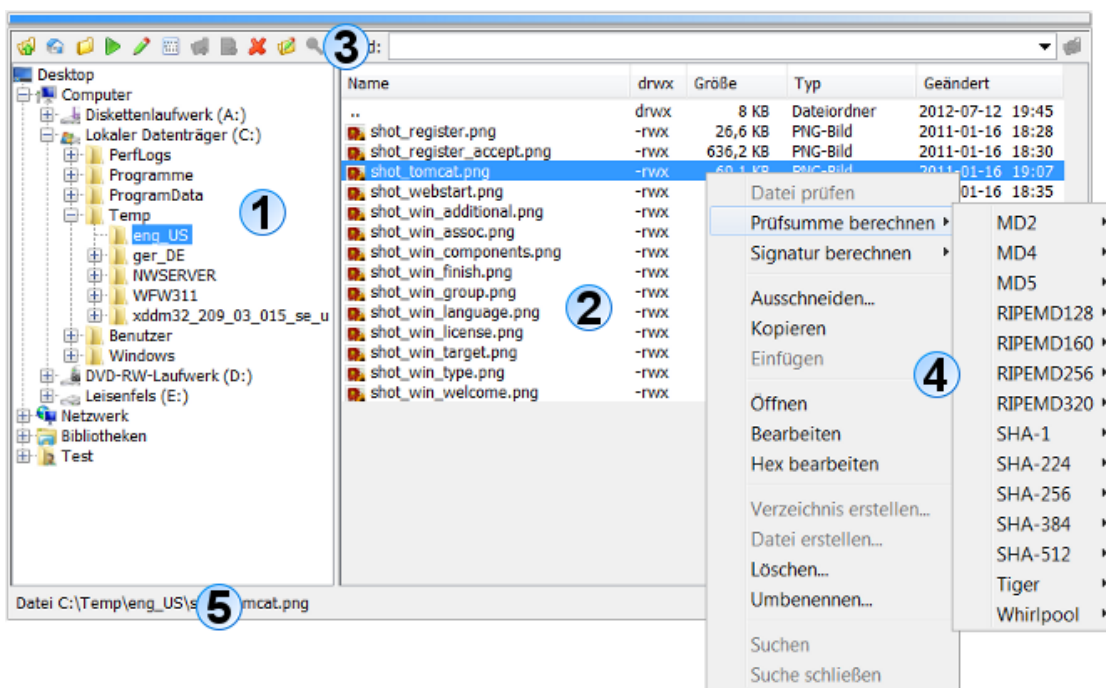 3 d:
Desktop
Computer
Diskettenlaufwerk (A:)
Lokaler Datenträger (C:)
PerfLogs
Programme
ProgramData
Temp
eng_US
ger_DE
NWSERVER
WFW311
xddm32_209_03_015_se_u
Benutzer
Windows
DVD-RW-Laufwerk (D:)
Leisenfels (E:)
Netzwerk
Bibliotheken
Test
1
Name drwx Größe Typ Geändert
.. drwx 8 KB Dateiordner 2012-07-12 19:45
shot_register.png -rwx 26,6 KB PNG-Bild 2011-01-16 18:28
shot_register_accept.png -rwx 636,2 KB PNG-Bild 2011-01-16 18:30
shot_tomcat.png -rwx 69,1 KB PNG-Bild 2011-01-16 19:07
shot_webstart.png -rwx 01-16 18:35
shot_win_additional.png -rwx
shot_win_assoc.png -rwx
shot_win_components.png -rwx
shot_win_finish.png -rwx
shot_win_group.png -rwx
shot_win_language.png -rwx
shot_win_license.png -rwx
shot_win_target.png -rwx
shot_win_type.png -rwx
shot_win_welcome.png -rwx
2
Datei prüfen
Prüfsumme berechnen
Signatur berechnen
Ausschneiden...
Kopieren
Einfügen
Öffnen
Bearbeiten
Hex bearbeiten
Verzeichnis erstellen...
Datei erstellen...
Löschen...
Umbenennen...
Suchen
Suche schließen
4
MD2
MD4
MD5
RIPEMD128
RIPEMD160
RIPEMD256
RIPEMD320
SHA-1
SHA-224
SHA-256
SHA-384
SHA-512
Tiger
Whirlpool
Datei C:\Temp\eng_US\s 5 mcat.png